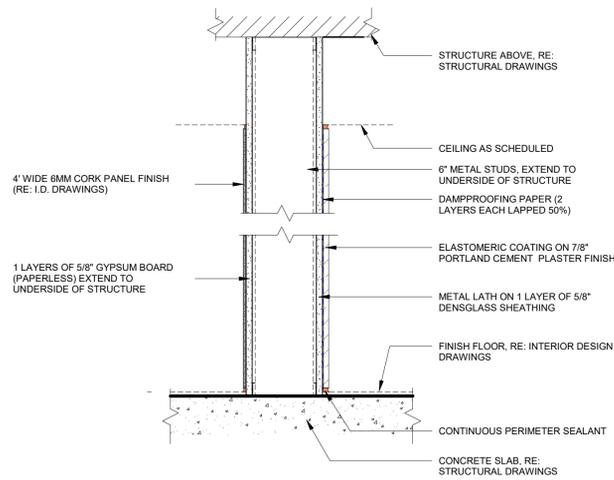 STRUCTURE ABOVE, RE:
STRUCTURAL DRAWINGS
CEILING AS SCHEDULED
4' WIDE 6MM CORK PANEL FINISH
(RE: I.D. DRAWINGS)
6" METAL STUDS, EXTEND TO
UNDERSIDE OF STRUCTURE
DAMPPROOFING PAPER (2
LAYERS EACH LAPPED 50%)
ELASTOMERIC COATING ON 7/8"
PORTLAND CEMENT PLASTER FINISH
1 LAYERS OF 5/8" GYPSUM BOARD
(PAPERLESS) EXTEND TO
UNDERSIDE OF STRUCTURE
METAL LATH ON 1 LAYER OF 5/8"
DENSGLASS SHEATHING
FINISH FLOOR, RE: INTERIOR DESIGN
DRAWINGS
CONTINUOUS PERIMETER SEALANT
CONCRETE SLAB, RE:
STRUCTURAL DRAWINGS